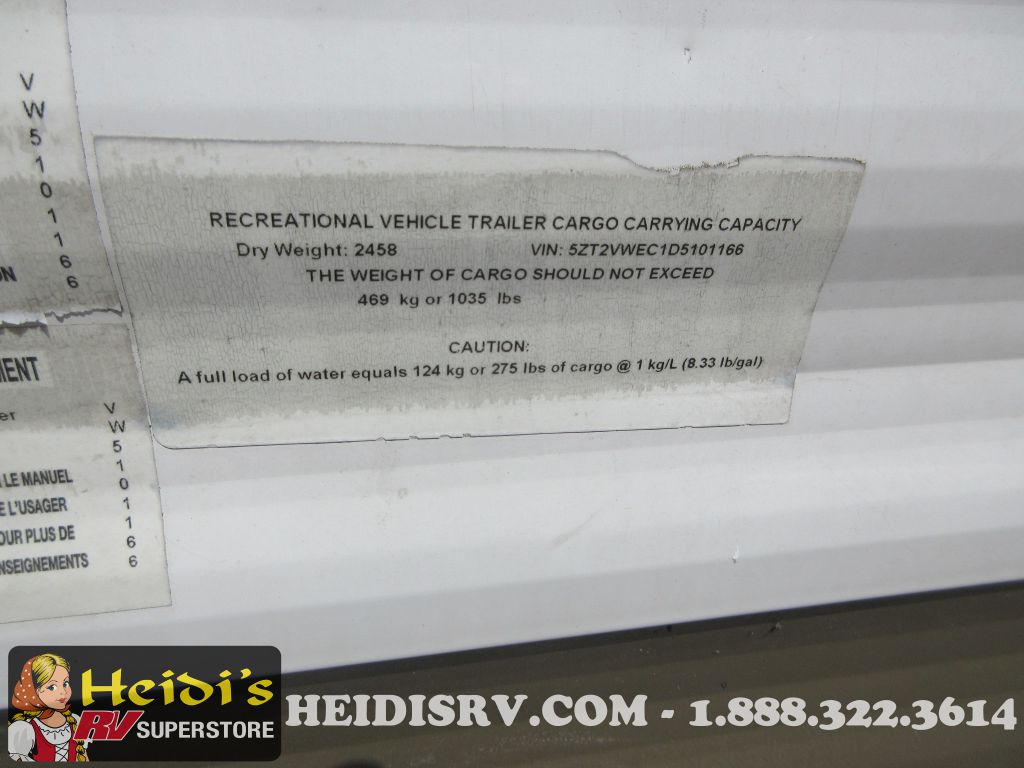 V
W
5
1
0
1
1
6
6
ON
RECREATIONAL VEHICLE TRAILER CARGO CARRYING CAPACITY
Dry Weight: 2458 VIN: 5ZT2VWEC1D5101166
THE WEIGHT OF CARGO SHOULD NOT EXCEED
469 kg or 1035 lbs
CAUTION:
A full load of water equals 124 kg or 275 lbs of cargo @ 1 kg/L (8.33 lb/gal)
MENT
er
LE MANUEL
E L'USAGER
OUR PLUS DE
NSEIGNEMENTS
V
W
5
1
0
1
1
6
6
Heidi's
RV SUPERSTORE
HEIDISRV.COM - 1.888.322.3614